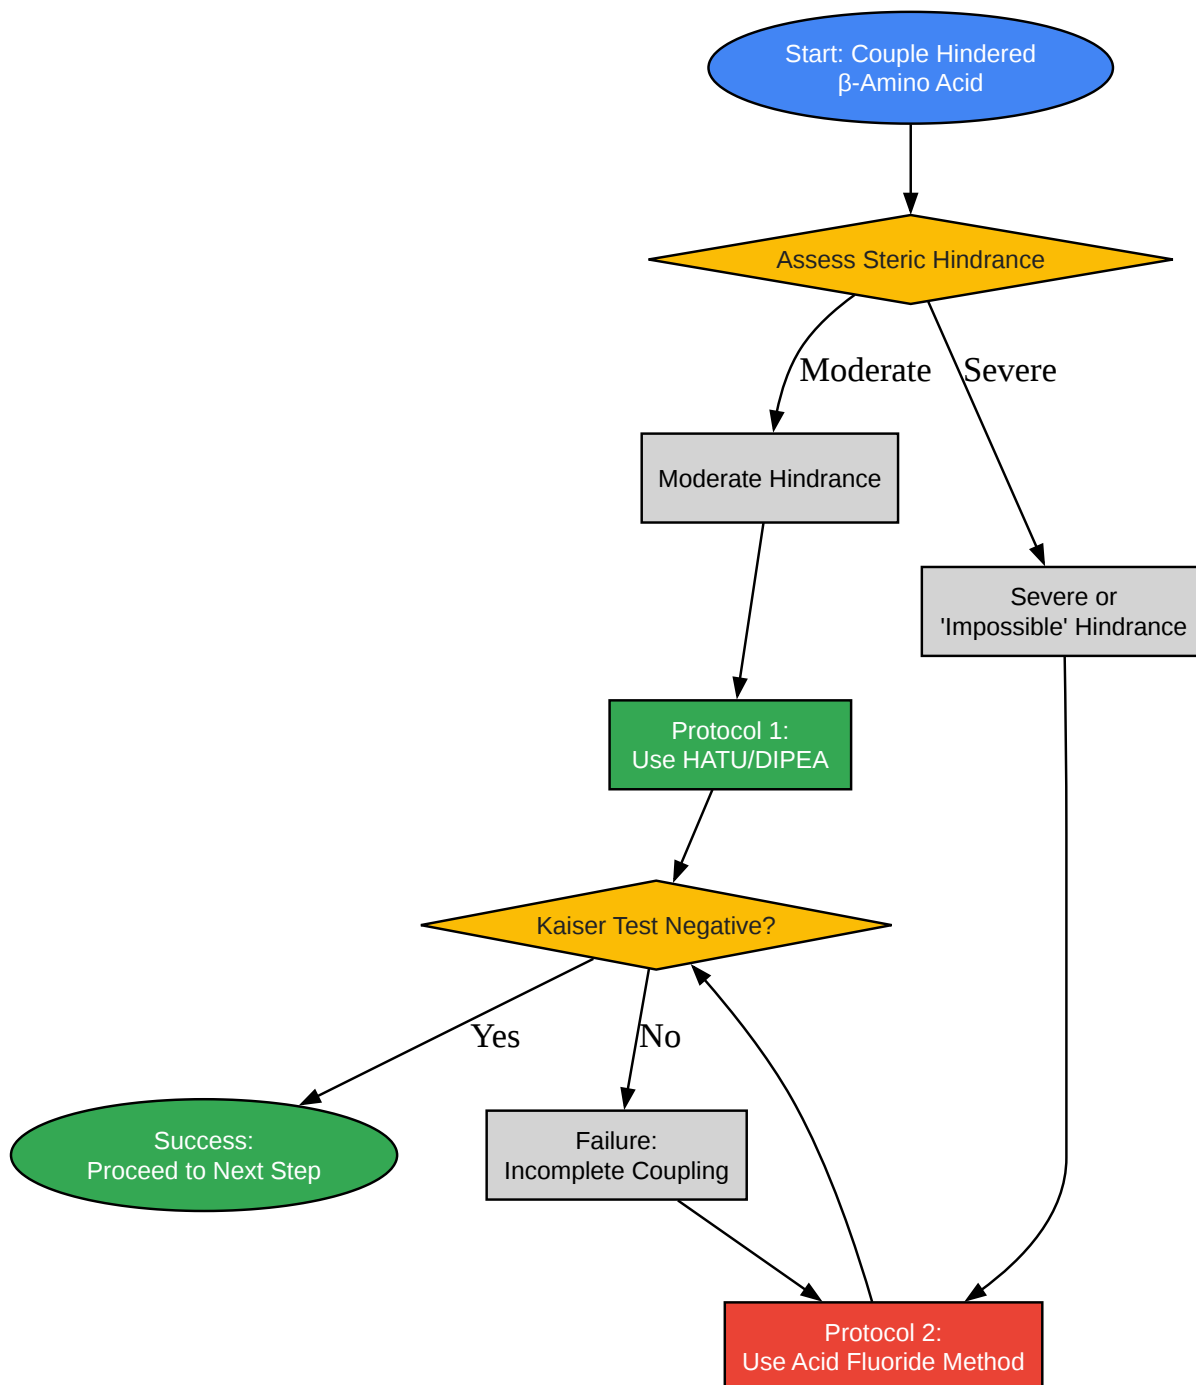 Start: Couple Hindered
β-Amino Acid
Assess Steric Hindrance
Moderate
Severe
Moderate Hindrance
Severe or
'Impossible' Hindrance
Protocol 1:
Use HATU/DIPEA
Kaiser Test Negative?
Yes
No
Success:
Proceed to Next Step
Failure:
Incomplete Coupling
Protocol 2:
Use Acid Fluoride Method